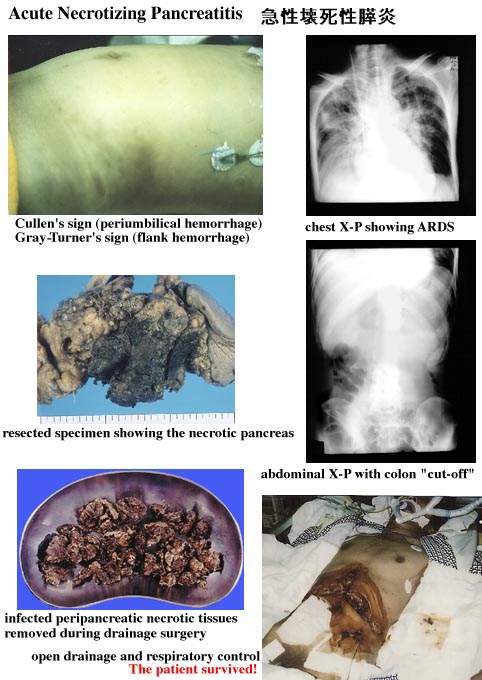 Acute Necrotizing Pancreatitis 急性壊死性膵炎
Cullen's sign (periumbilical hemorrhage)
Gray-Turner's sign (flank hemorrhage)
chest X-P showing ARDS
resected specimen showing the necrotic pancreas
abdominal X-P with colon "cut-off"
infected peripancreatic necrotic tissues
removed during drainage surgery
open drainage and respiratory control
The patient survived!